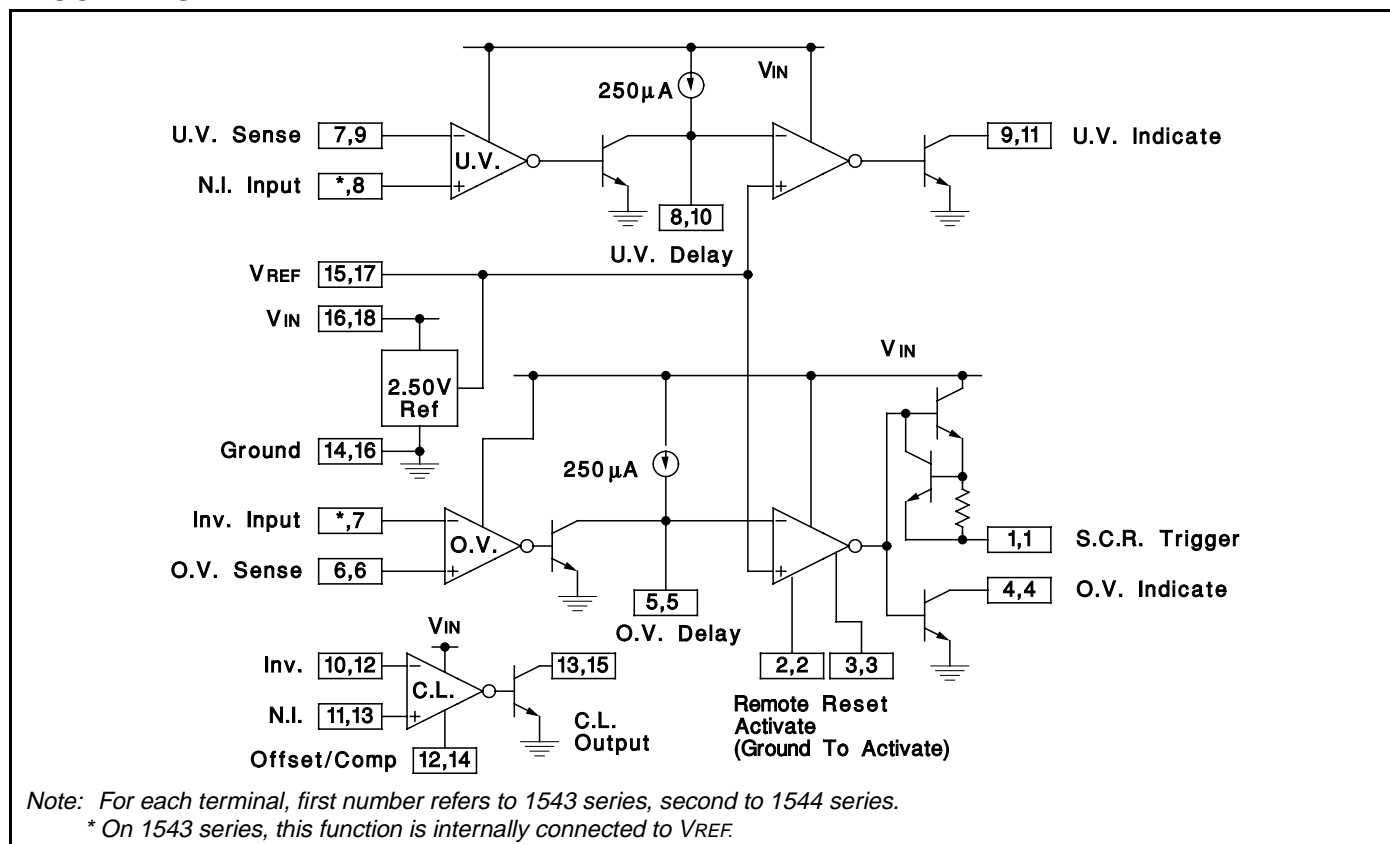 VIN
250µA
U.V. Sense 7,9
− U.V. +
N.I. Input *,8
8,10
U.V. Delay
− +
9,11 U.V. Indicate
VREF 15,17
VIN 16,18
2.50V
Ref
Ground 14,16
VIN
250µA
Inv. Input *,7
− O.V. +
O.V. Sense 6,6
5,5
O.V. Delay
− +
1,1 S.C.R. Trigger
4,4 O.V. Indicate
2,2 3,3
Remote Reset
Activate
(Ground To Activate)
VIN
Inv. 10,12
− C.L. +
N.I. 11,13
13,15
C.L.
Output
Offset/Comp 12,14
Note: For each terminal, first number refers to 1543 series, second to 1544 series.
* On 1543 series, this function is internally connected to VREF.